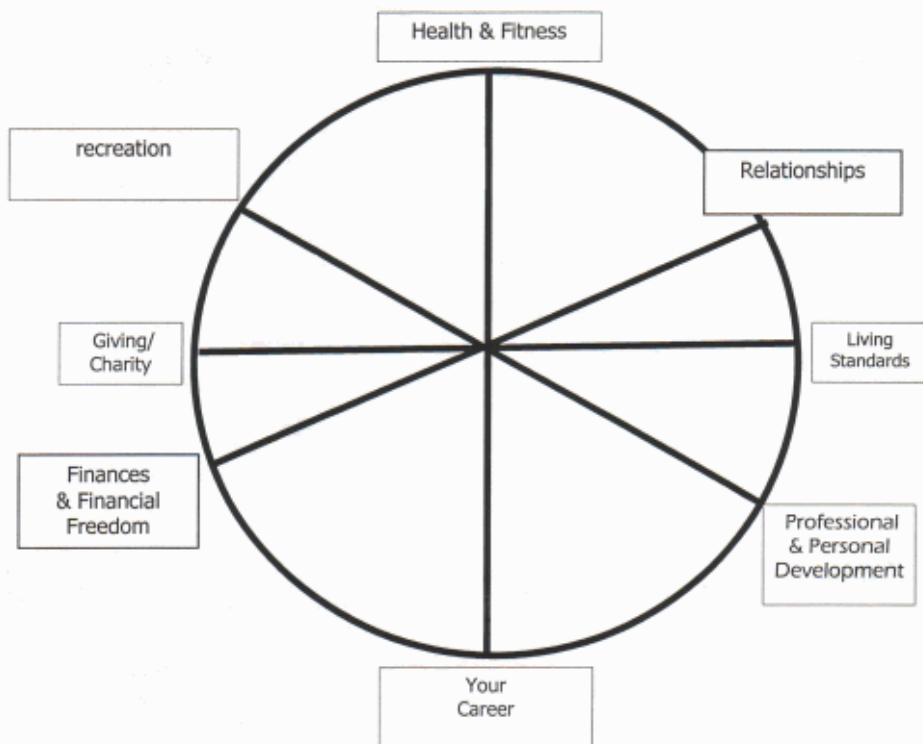 Health & Fitness
recreation
Relationships
Giving/
Charity
Living
Standards
Finances
& Financial
Freedom
Professional
& Personal
Development
Your
Career